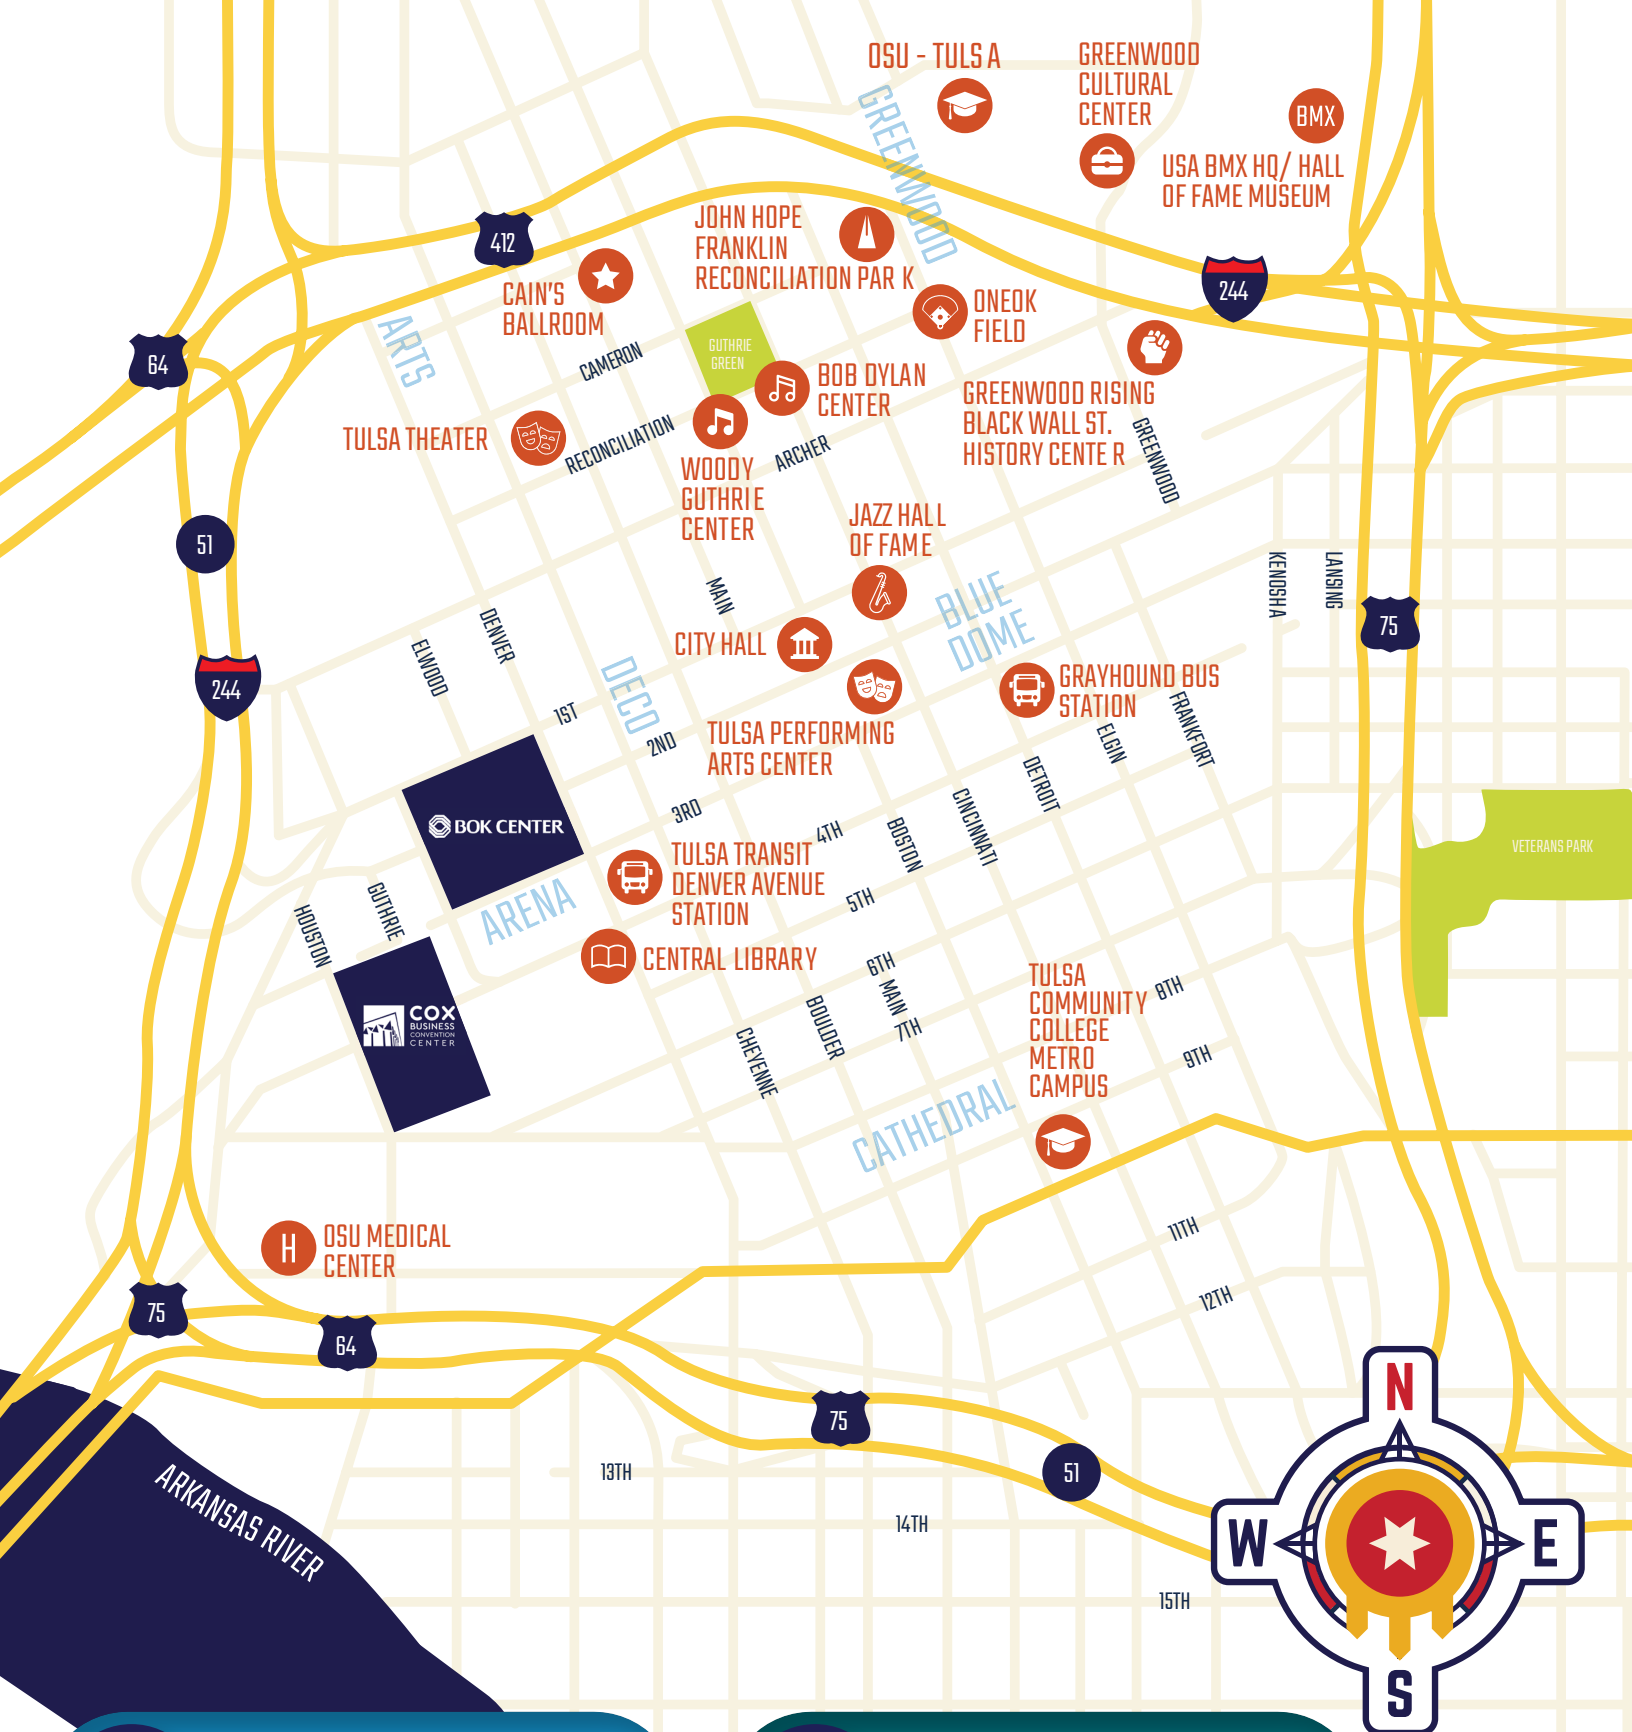 OSU - TULSA
GREENWOOD
CULTURAL
CENTER
BMX
USA BMX HQ/ HALL
OF FAME MUSEUM
GREENWOOD
412
JOHN HOPE
FRANKLIN
RECONCILIATION PARK
CAIN'S
BALLROOM
244
ONEOK
FIELD
ARTS
64
CAMERON
GUTHRIE
GREEN
BOB DYLAN
CENTER
GREENWOOD RISING
BLACK WALL ST.
HISTORY CENTER
GREENWOOD
TULSA THEATER
RECONCILIATION
ARCHER
WOODY
GUTHRIE
CENTER
JAZZ HALL
OF FAME
51
KENOSHA
LANSING
75
MAIN
DENVER
ELWOOD
BLUE
DOME
CITY HALL
244
DECO
1ST
2ND
GRAYHOUND BUS
STATION
TULSA PERFORMING
ARTS CENTER
FRANKFORT
ELGIN
DETROIT
CINCINNATI
BOSTON
3RD
4TH
BOK CENTER
TULSA TRANSIT
DENVER AVENUE
STATION
VETERANS PARK
5TH
ARENA
GUTHRIE
HOUSTON
CENTRAL LIBRARY
6TH
MAIN
7TH
BOULDER
CHEYENNE
TULSA
COMMUNITY
COLLEGE
METRO
CAMPUS
8TH
9TH
COX
BUSINESS
CONVENTION
CENTER
CATHEDRAL
H
OSU MEDICAL
CENTER
11TH
12TH
75
64
75
51
13TH
14TH
15TH
ARKANSAS RIVER
N
W
E
S